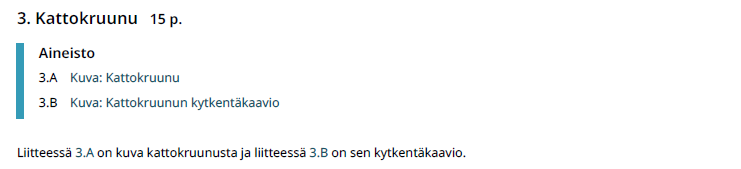 3. Kattokruunu 15 p.
Aineisto
3.A Kuva: Kattokruunu
3.B Kuva: Kattokruunun kytkentäkaavio
Liitteessä 3.A on kuva kattokruunusta ja liitteessä 3.B on sen kytkentäkaavio.